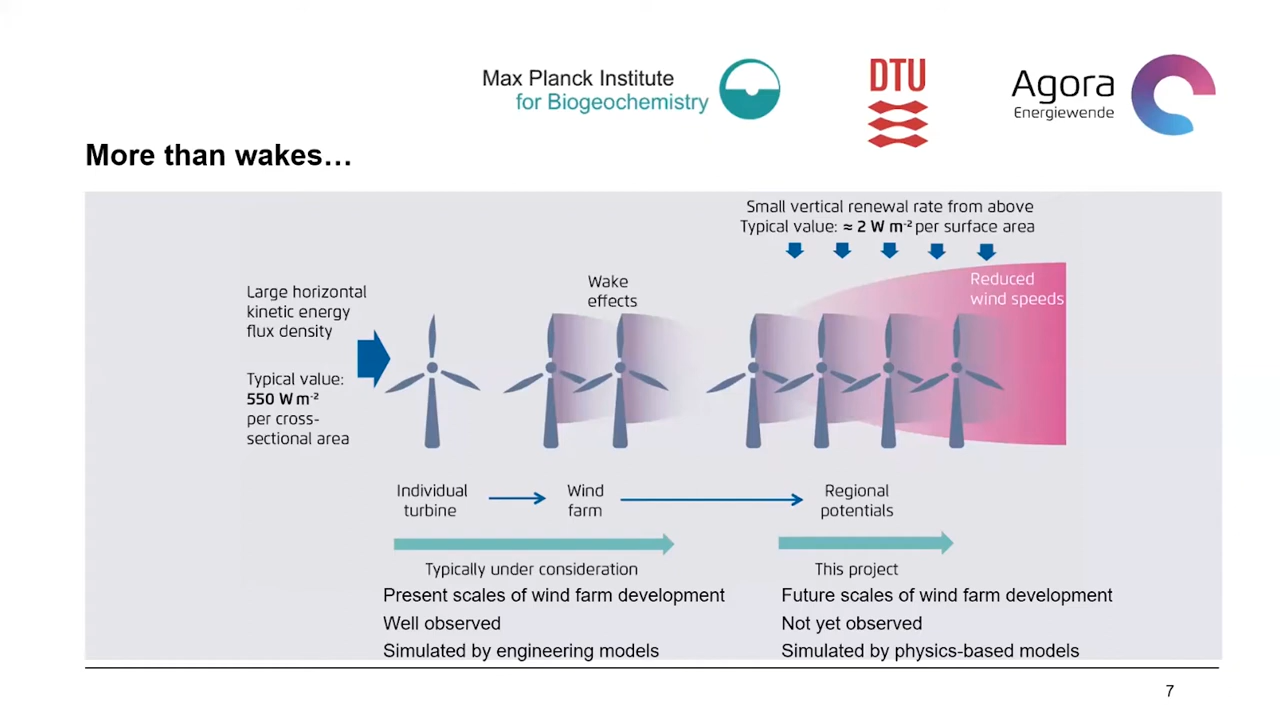 Max Planck Institute
for Biogeochemistry
DTU
Agora
Energiewende
More than wakes…
Small vertical renewal rate from above
Typical value: ≈ 2 W m⁻² per surface area
Reduced
wind speeds
Wake
effects
Large horizontal
kinetic energy
flux density
Typical value:
550 W m⁻²
per cross-
sectional area
Individual
turbine
Wind
farm
Regional
potentials
Typically under consideration
Present scales of wind farm development
Well observed
Simulated by engineering models
This project
Future scales of wind farm development
Not yet observed
Simulated by physics-based models
7